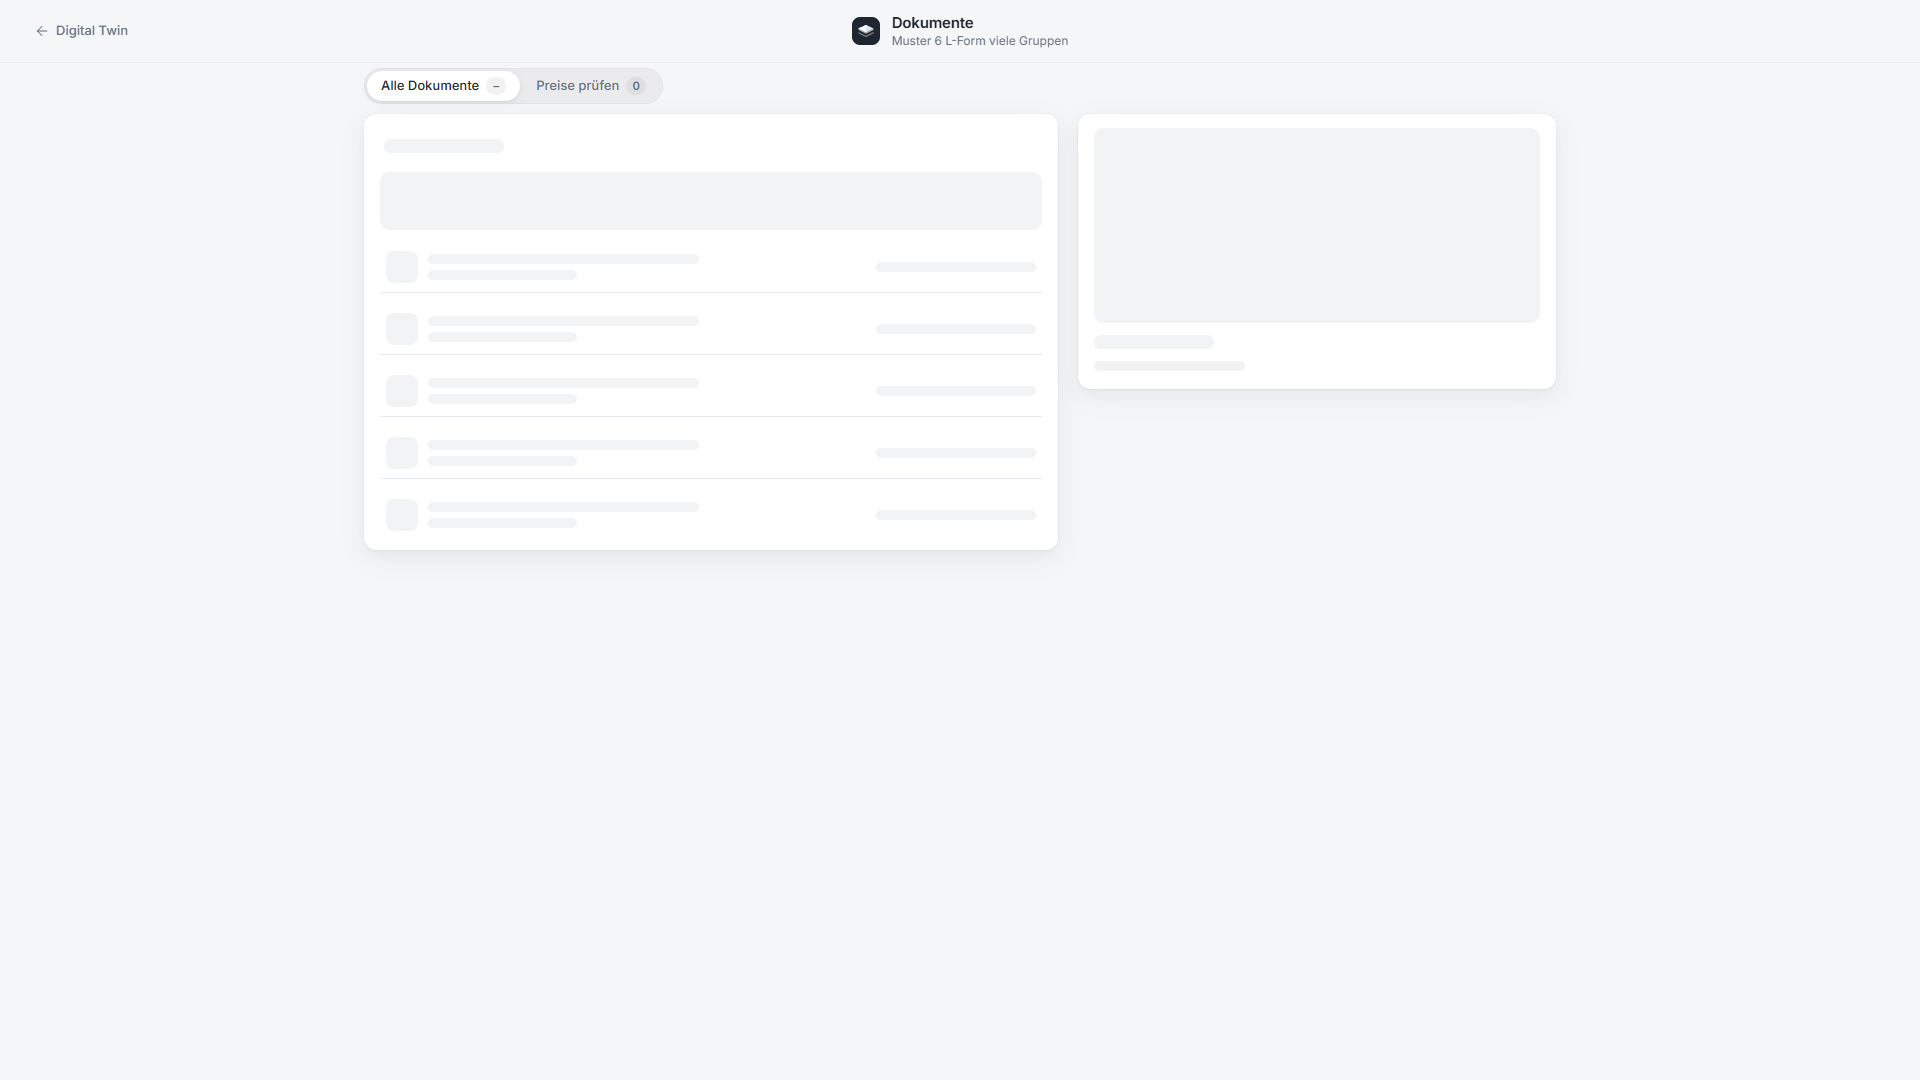 Digital Twin
Dokumente
Muster 6 L-Form viele Gruppen
Alle Dokumente –
Preise prüfen 0